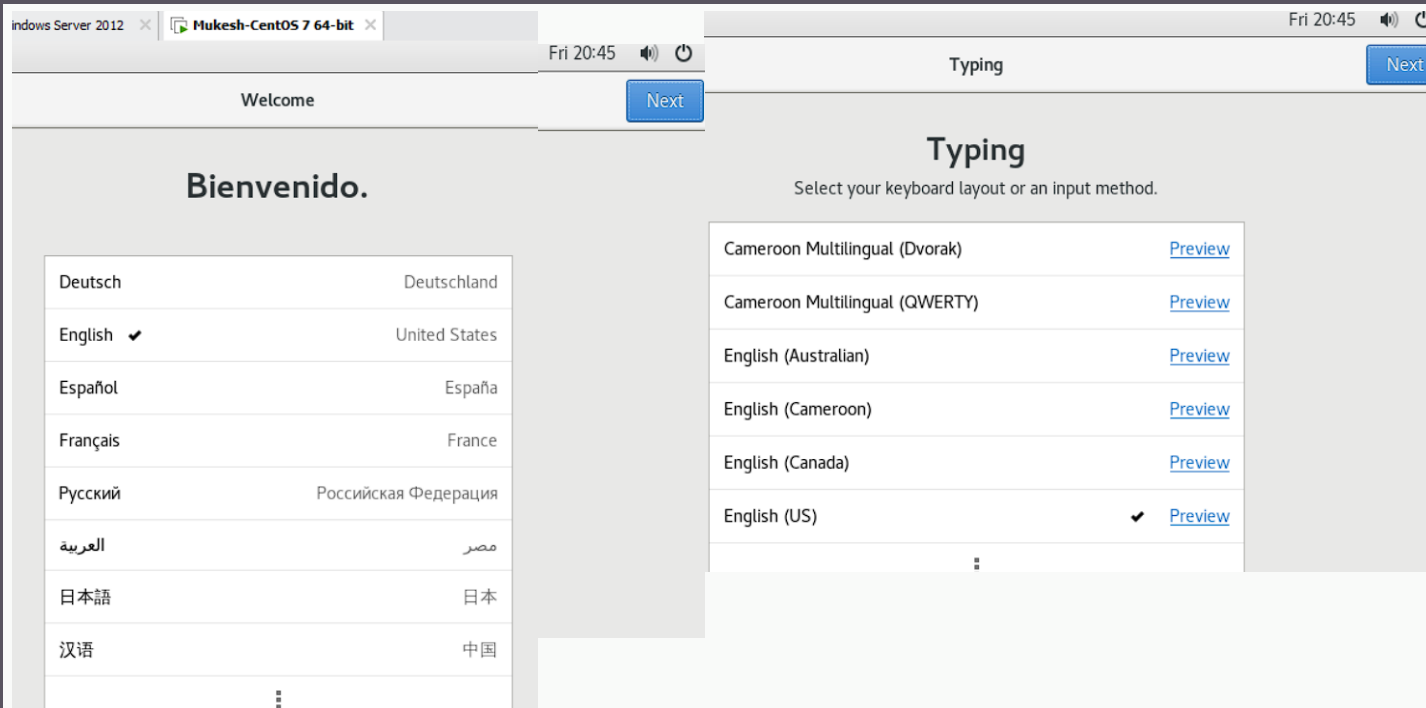 indows Server 2012
Mukesh-CentOS 7 64-bit
Fri 20:45
Welcome
Next
Bienvenido.
Deutsch Deutschland
English United States
Español España
Français France
Русский Российская Федерация
العربية مصر
日本語 日本
汉语 中国
Fri 20:45
Typing
Next
Typing
Select your keyboard layout or an input method.
Cameroon Multilingual (Dvorak) Preview
Cameroon Multilingual (QWERTY) Preview
English (Australian) Preview
English (Cameroon) Preview
English (Canada) Preview
English (US) Preview